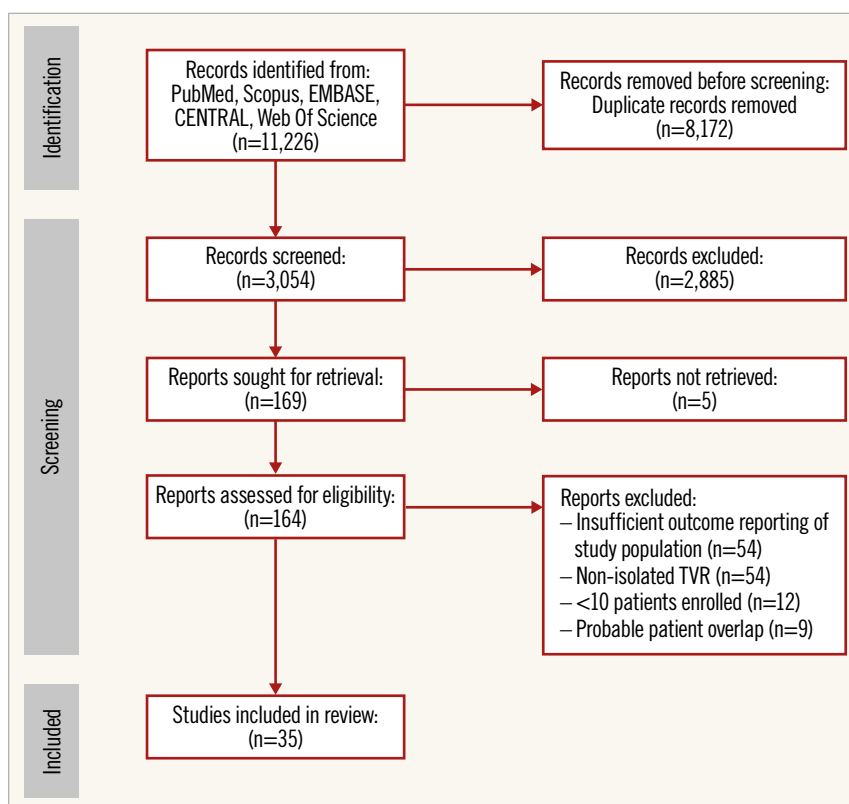 Identification
Records identified from:
PubMed, Scopus, EMBASE,
CENTRAL, Web Of Science
(n=11,226)
Records removed before screening:
Duplicate records removed
(n=8,172)
Screening
Records screened:
(n=3,054)
Records excluded:
(n=2,885)
Reports sought for retrieval:
(n=169)
Reports not retrieved:
(n=5)
Reports assessed for eligibility:
(n=164)
Reports excluded:
– Insufficient outcome reporting of
study population (n=54)
– Non-isolated TVR (n=54)
– <10 patients enrolled (n=12)
– Probable patient overlap (n=9)
Included
Studies included in review:
(n=35)